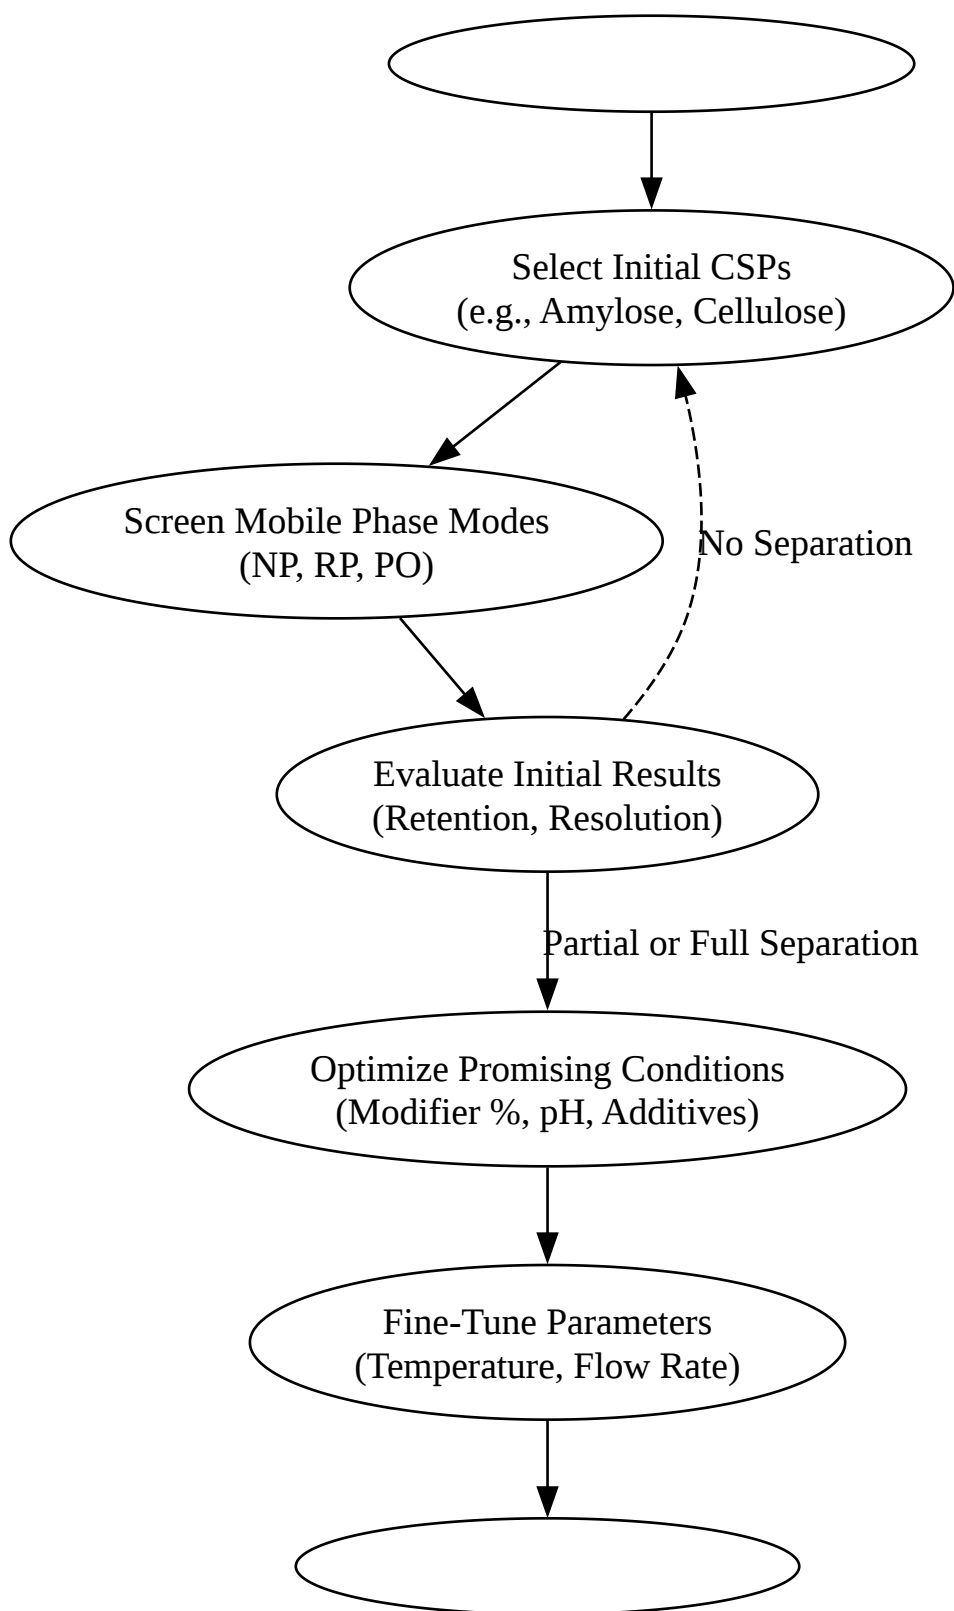 Select Initial CSPs
(e.g., Amylose, Cellulose)
Screen Mobile Phase Modes
(NP, RP, PO)
No Separation
Evaluate Initial Results
(Retention, Resolution)
Partial or Full Separation
Optimize Promising Conditions
(Modifier %, pH, Additives)
Fine-Tune Parameters
(Temperature, Flow Rate)